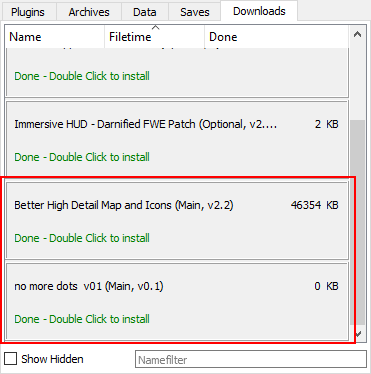 Plugins Archives Data Saves Downloads
Name Filetime Done
Done - Double Click to install
Immersive HUD - Darnified FWE Patch (Optional, v2.... 2 KB
Done - Double Click to install
Better High Detail Map and Icons (Main, v2.2) 46354 KB
Done - Double Click to install
no more dots v01 (Main, v0.1) 0 KB
Done - Double Click to install
Show Hidden Namefilter